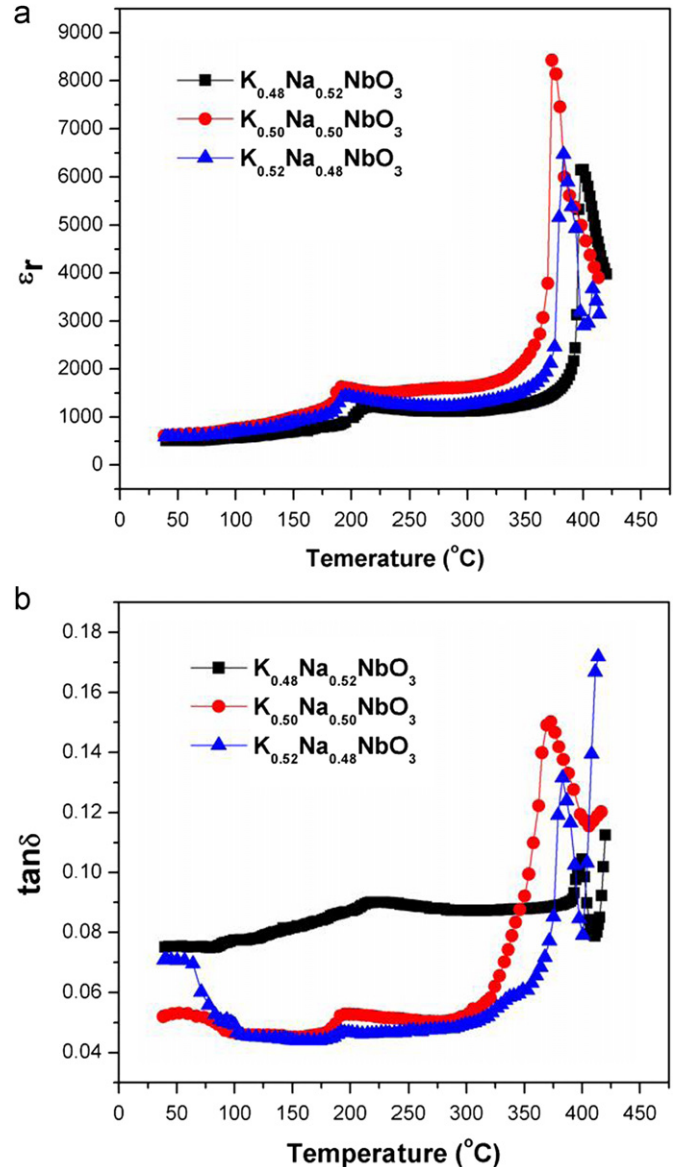 a
9000
8000
7000
6000
5000
4000
3000
2000
1000
0
εr
K0.48Na0.52NbO3
K0.50Na0.50NbO3
K0.52Na0.48NbO3
0 50 100 150 200 250 300 350 400 450
Temerature (oC)
b
0.18
0.16
0.14
0.12
0.10
0.08
0.06
0.04
tanδ
K0.48Na0.52NbO3
K0.50Na0.50NbO3
K0.52Na0.48NbO3
0 50 100 150 200 250 300 350 400 450
Temperature (oC)